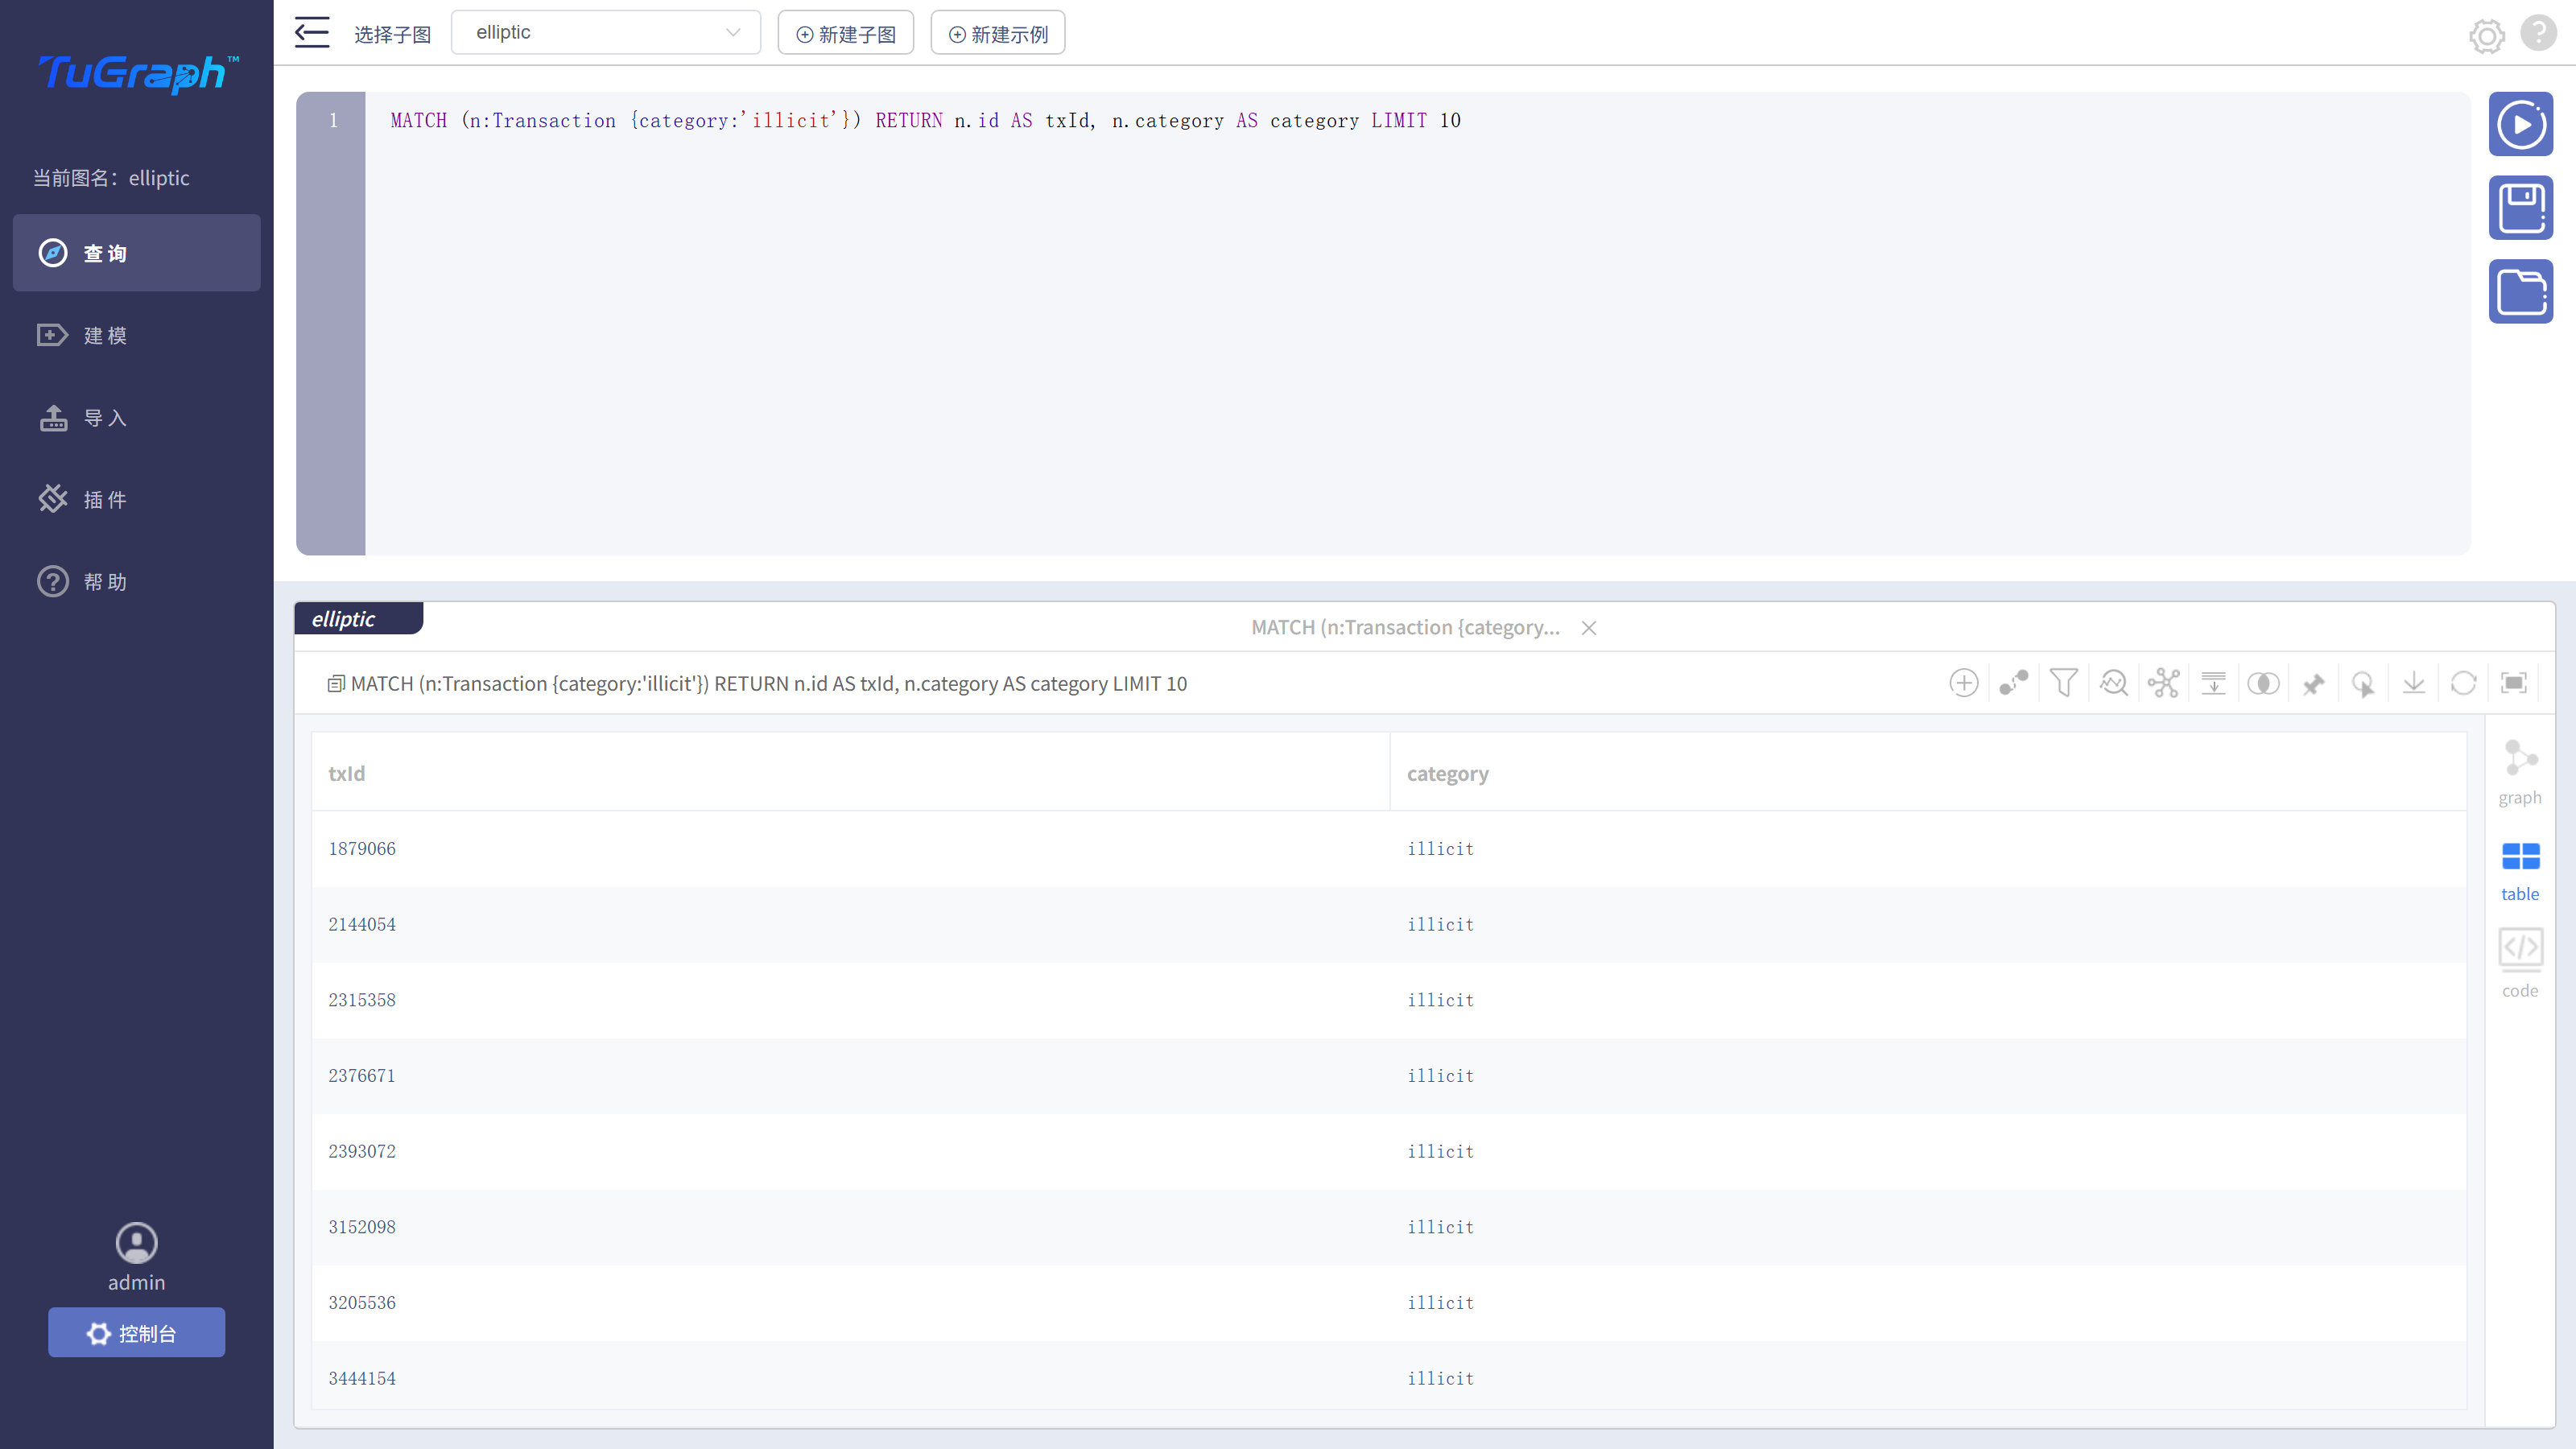 TuGraph™
当前图名：elliptic
查 询
建 模
导 入
插 件
帮 助
admin
控制台
选择子图 elliptic 新建子图 新建示例
1 MATCH (n:Transaction {category:'illicit'}) RETURN n.id AS txId, n.category AS category LIMIT 10
elliptic
MATCH (n:Transaction {category...
MATCH (n:Transaction {category:'illicit'}) RETURN n.id AS txId, n.category AS category LIMIT 10
txId category
1879066 illicit
2144054 illicit
2315358 illicit
2376671 illicit
2393072 illicit
3152098 illicit
3205536 illicit
3444154 illicit
graph
table
code